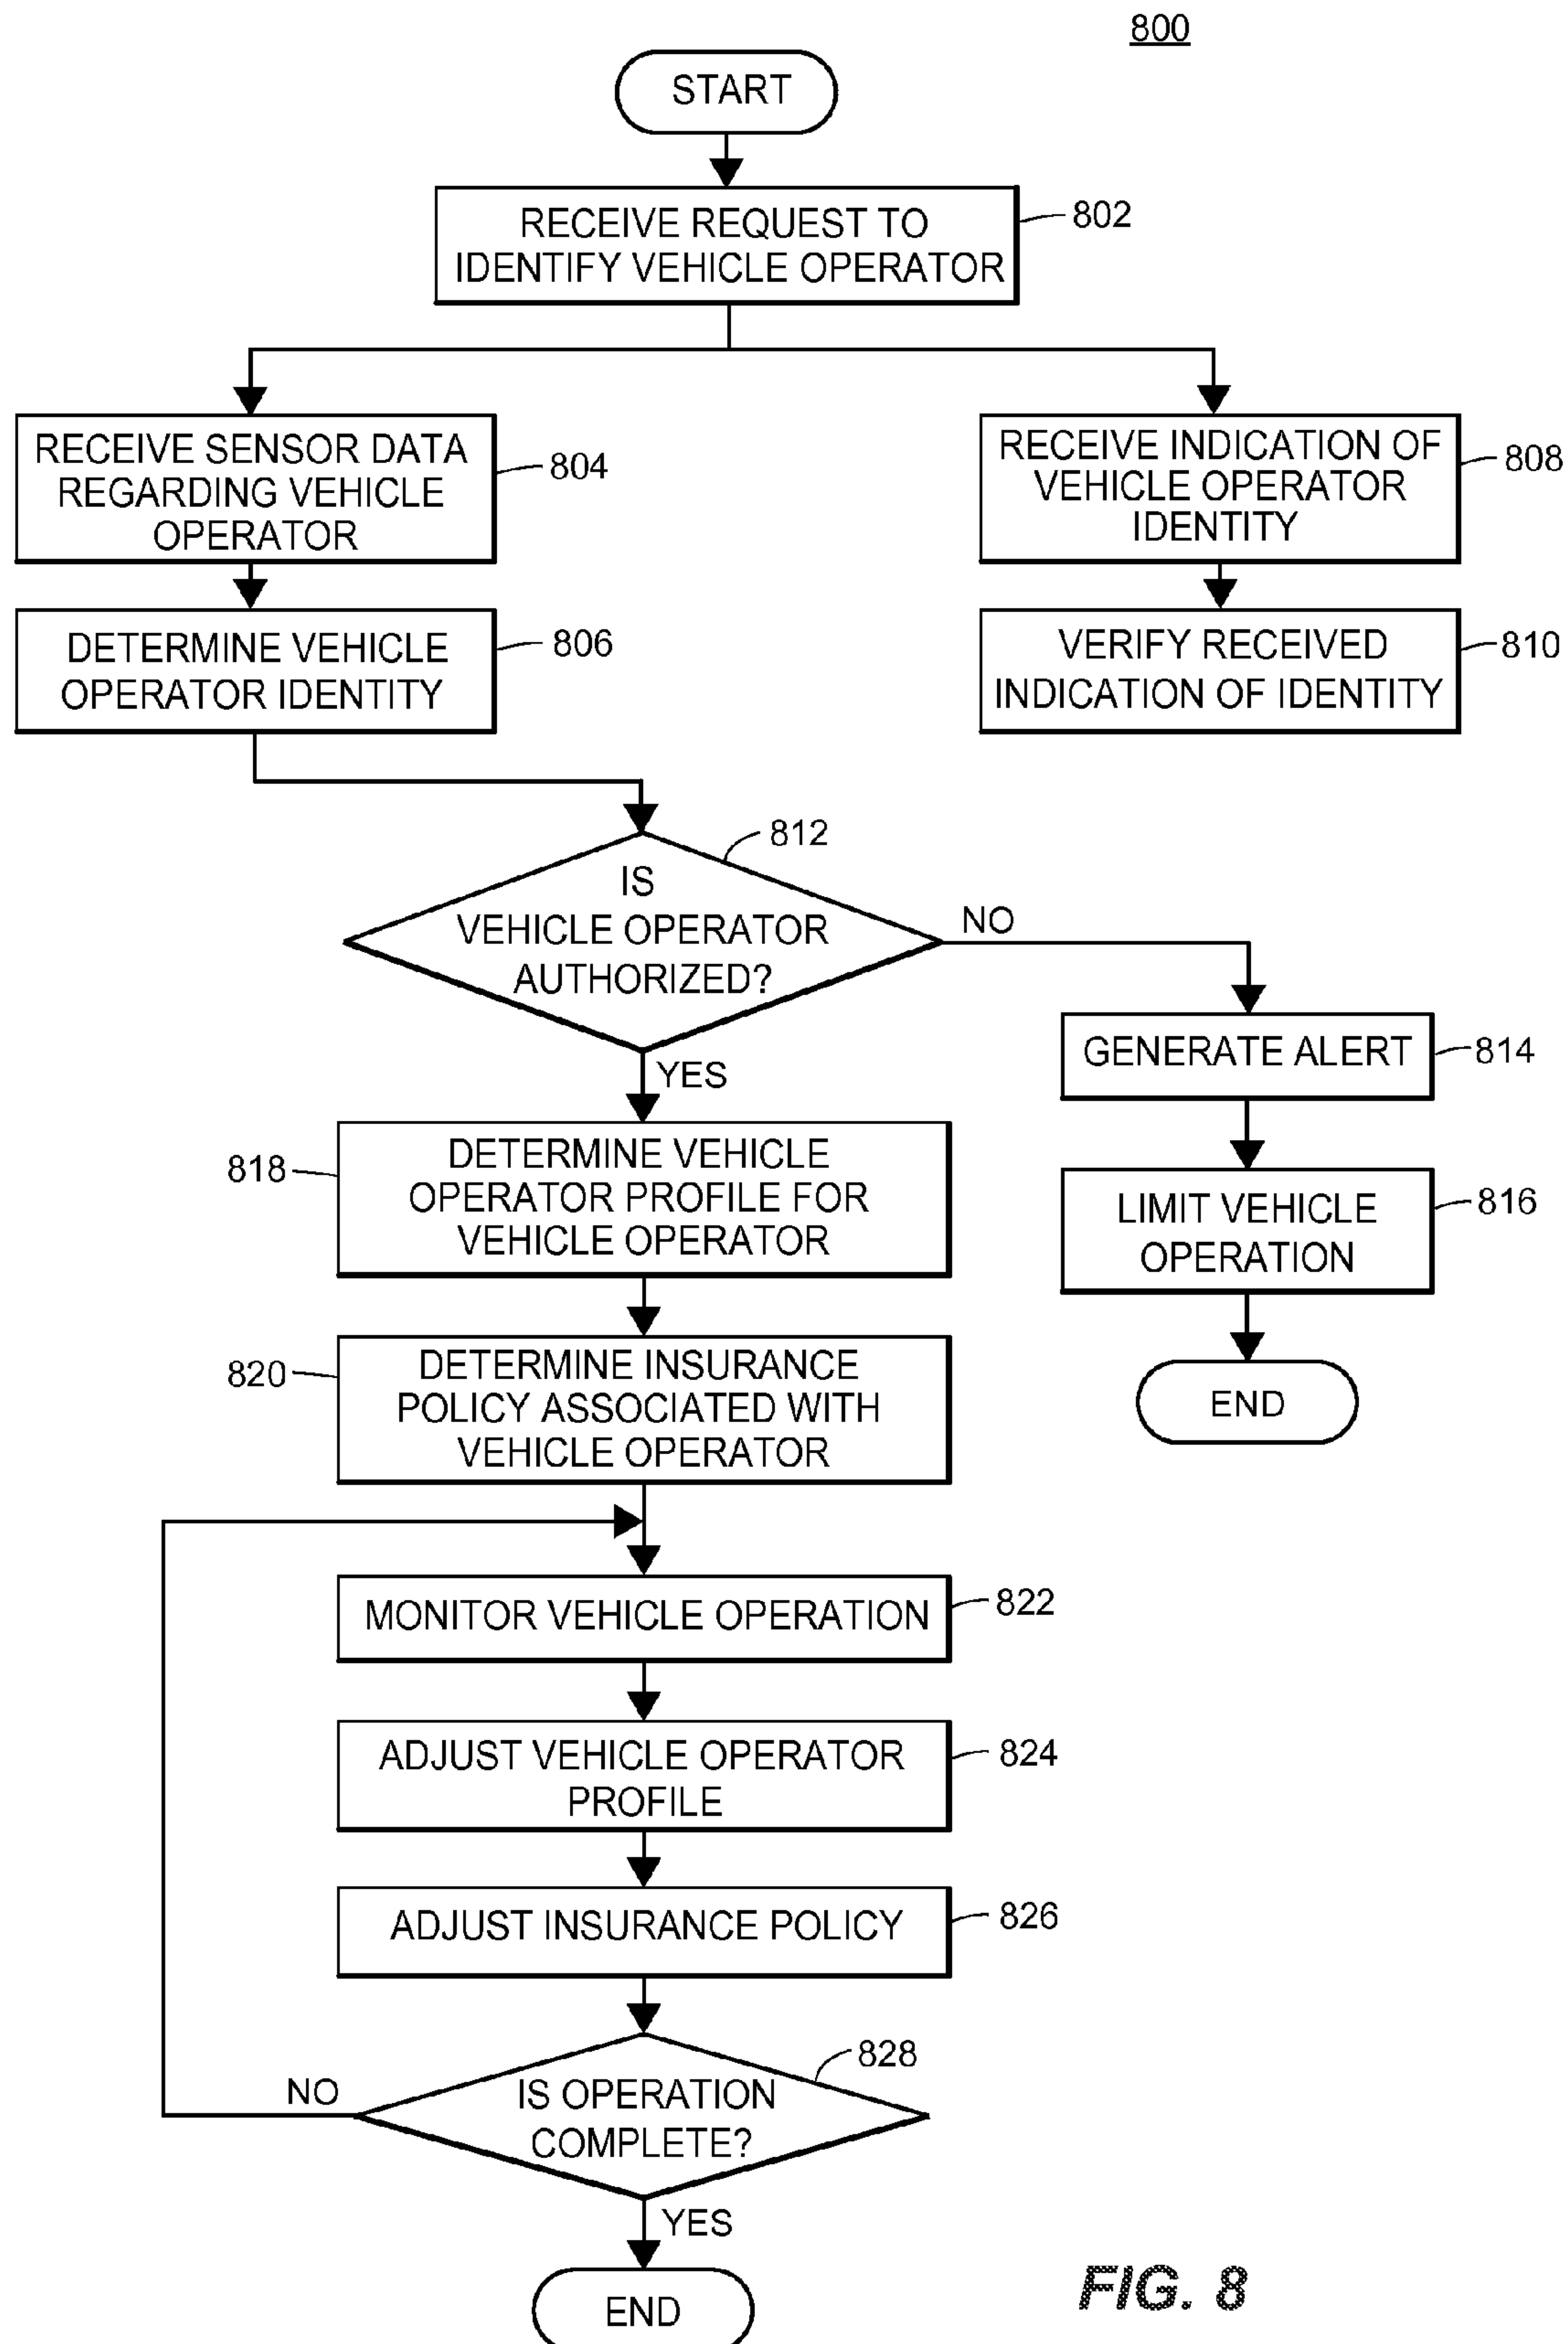 800
START
RECEIVE REQUEST TO
IDENTIFY VEHICLE OPERATOR
802
RECEIVE SENSOR DATA
REGARDING VEHICLE
OPERATOR
804
RECEIVE INDICATION OF
VEHICLE OPERATOR
IDENTITY
808
DETERMINE VEHICLE
OPERATOR IDENTITY
806
VERIFY RECEIVED
INDICATION OF IDENTITY
810
812
IS
VEHICLE OPERATOR
AUTHORIZED?
NO
YES
GENERATE ALERT
814
818
DETERMINE VEHICLE
OPERATOR PROFILE FOR
VEHICLE OPERATOR
LIMIT VEHICLE
OPERATION
816
820
DETERMINE INSURANCE
POLICY ASSOCIATED WITH
VEHICLE OPERATOR
END
MONITOR VEHICLE OPERATION
822
ADJUST VEHICLE OPERATOR
PROFILE
824
ADJUST INSURANCE POLICY
826
828
NO
IS OPERATION
COMPLETE?
YES
END
FIG. 8